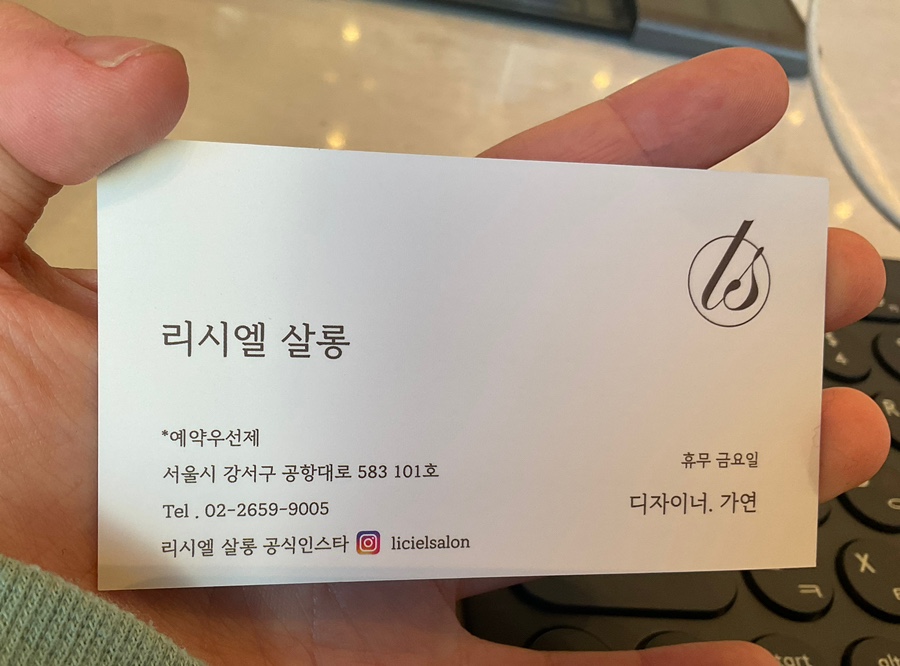 ls
리시엘 살롱
*예약우선제
서울시 강서구 공항대로 583 101호
Tel . 02-2659-9005
리시엘 살롱 공식인스타 licielsalon
휴무 금요일
디자이너. 가연
R
X
ㅋ
alt